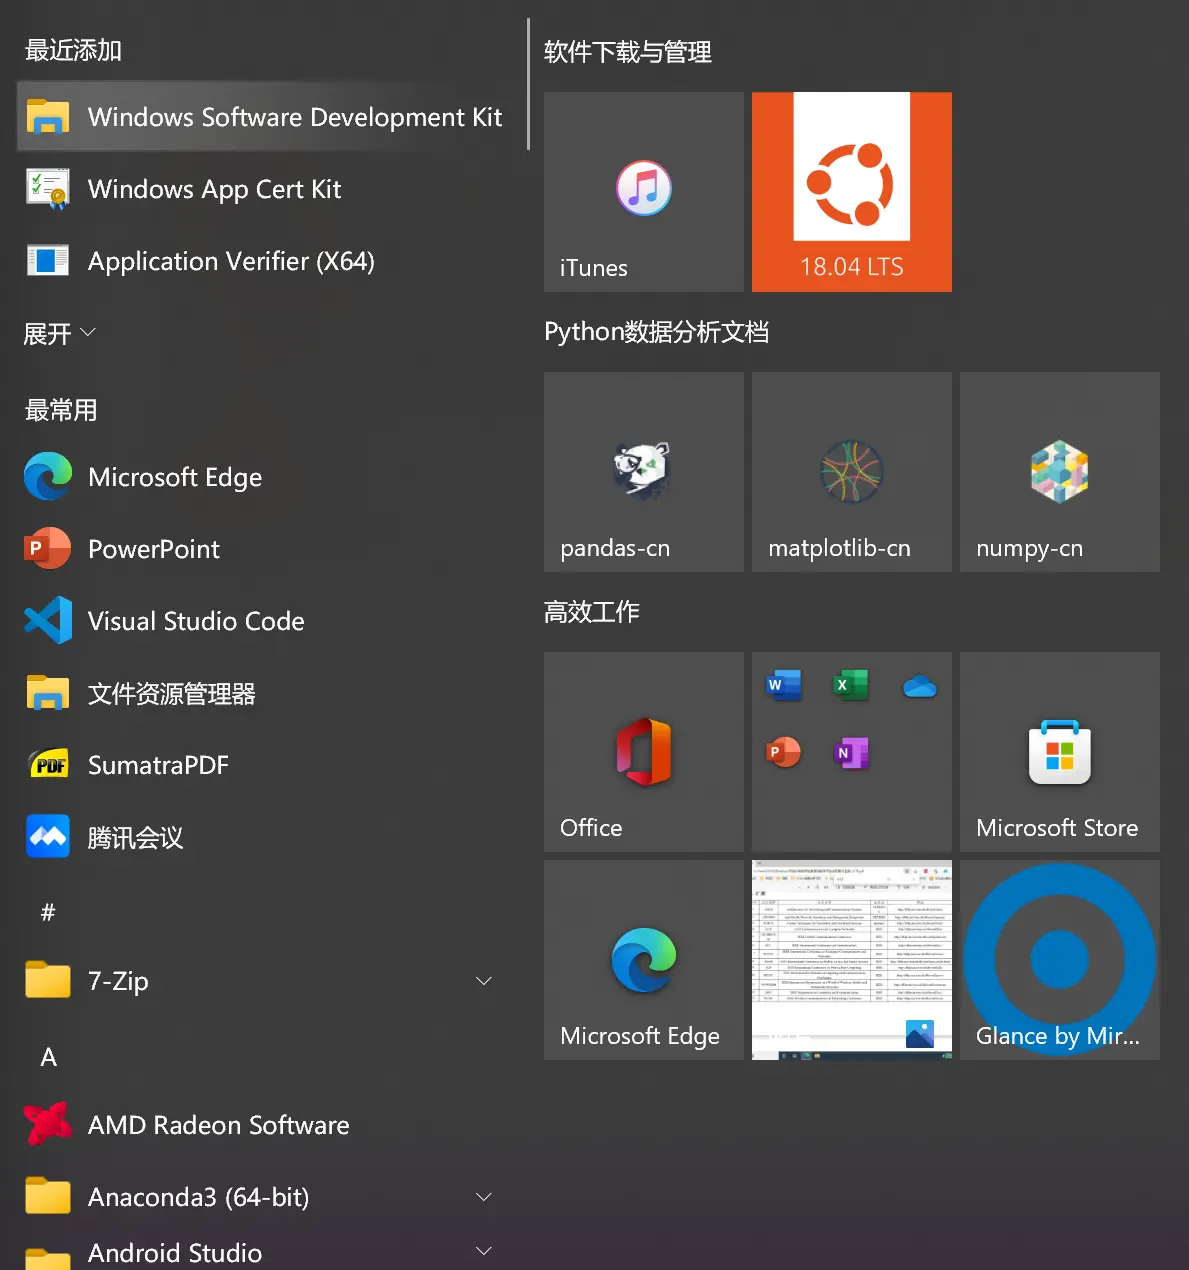 最近添加
Windows Software Development Kit
Windows App Cert Kit
Application Verifier (X64)
展开
最常用
Microsoft Edge
PowerPoint
Visual Studio Code
文件资源管理器
SumatraPDF
腾讯会议
#
7-Zip
A
AMD Radeon Software
Anaconda3 (64-bit)
Android Studio
软件下载与管理
iTunes
18.04 LTS
Python数据分析文档
pandas-cn
matplotlib-cn
numpy-cn
高效工作
Office
Microsoft Store
Microsoft Edge
Glance by Mir...